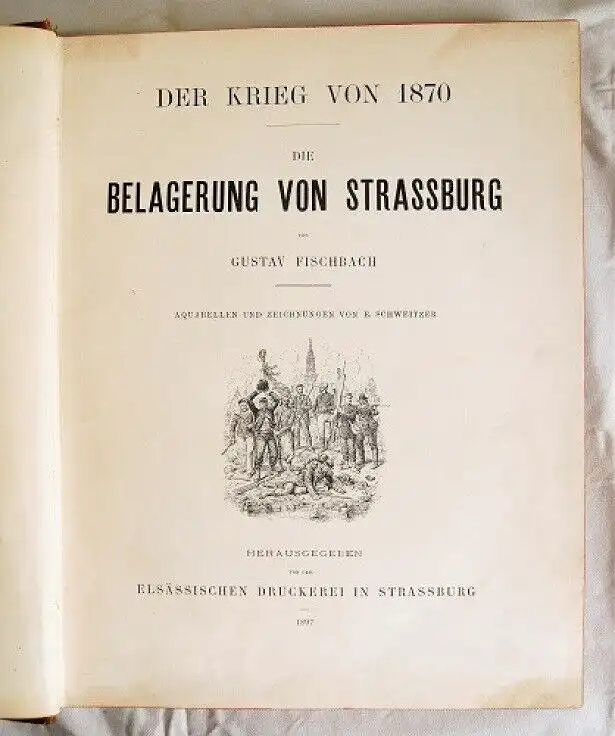 DER KRIEG VON 1870
DIE
BELAGERUNG VON STRASSBURG
VON
GUSTAV FISCHBACH
AQUARELLEN UND ZEICHNUNGEN VON E. SCHWEITZER
HERAUSGEGEBEN
VON DER
ELSÄSSISCHEN DRUCKEREI IN STRASSBURG
1897